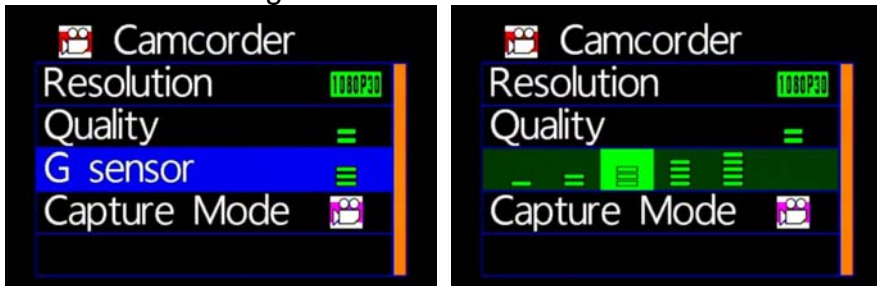 Camcorder
Resolution 1080P30
Quality
G sensor
Capture Mode
Camcorder
Resolution 1080P30
Quality
Capture Mode